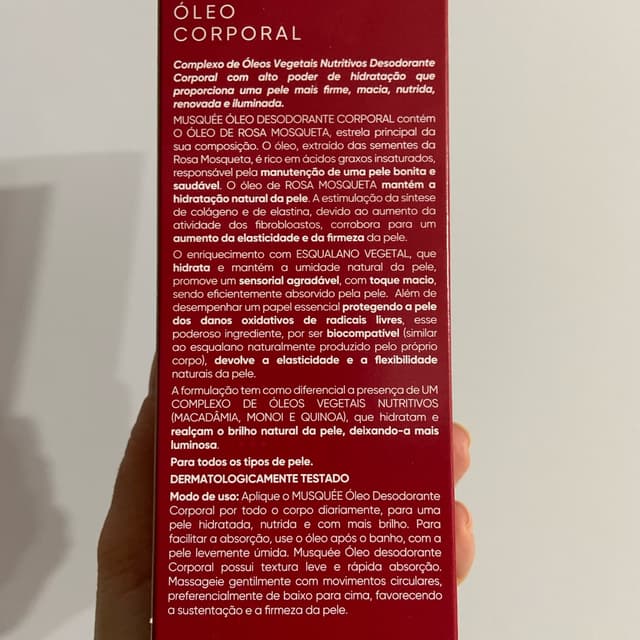 ÓLEO
CORPORAL
Complexo de Óleos Vegetais Nutritivos Desodorante
Corporal com alto poder de hidratação que
proporciona uma pele mais firme, macia, nutrida,
renovada e iluminada.
MUSQUÉE ÓLEO DESODORANTE CORPORAL contém
O ÓLEO DE ROSA MOSQUETA, estrela principal da
sua composição. O óleo, extraído das sementes da
Rosa Mosqueta, é rico em ácidos graxos insaturados,
responsável pela manutenção de uma pele bonita e
saudável. O óleo de ROSA MOSQUETA mantém a
hidratação natural da pele. A estimulação da síntese
de colágeno e de elastina, devido ao aumento da
atividade dos fibrobloastos, corrobora para um
aumento da elasticidade e da firmeza da pele.
O enriquecimento com ESQUALANO VEGETAL, que
hidrata e mantém a umidade natural da pele,
promove um sensorial agradável, com toque macio,
sendo eficientemente absorvido pela pele. Além de
desempenhar um papel essencial protegendo a pele
dos danos oxidativos de radicais livres, esse
poderoso ingrediente, por ser biocompatível (similar
ao esqualano naturalmente produzido pelo próprio
corpo), devolve a elasticidade e a flexibilidade
naturais da pele.
A formulação tem como diferencial a presença de UM
COMPLEXO DE ÓLEOS VEGETAIS NUTRITIVOS
(MACADÂMIA, MONOI E QUINOA), que hidratam e
realçam o brilho natural da pele, deixando-a mais
luminosa.
Para todos os tipos de pele.
DERMATOLOGICAMENTE TESTADO
Modo de uso: Aplique o MUSQUÉE Óleo Desodorante
Corporal por todo o corpo diariamente, para uma
pele hidratada, nutrida e com mais brilho. Para
facilitar a absorção, use o óleo após o banho, com a
pele levemente úmida. Musquée Óleo desodorante
Corporal possui textura leve e rápida absorção.
Massageie gentilmente com movimentos circulares,
preferencialmente de baixo para cima, favorecendo
a sustentação e a firmeza da pele.